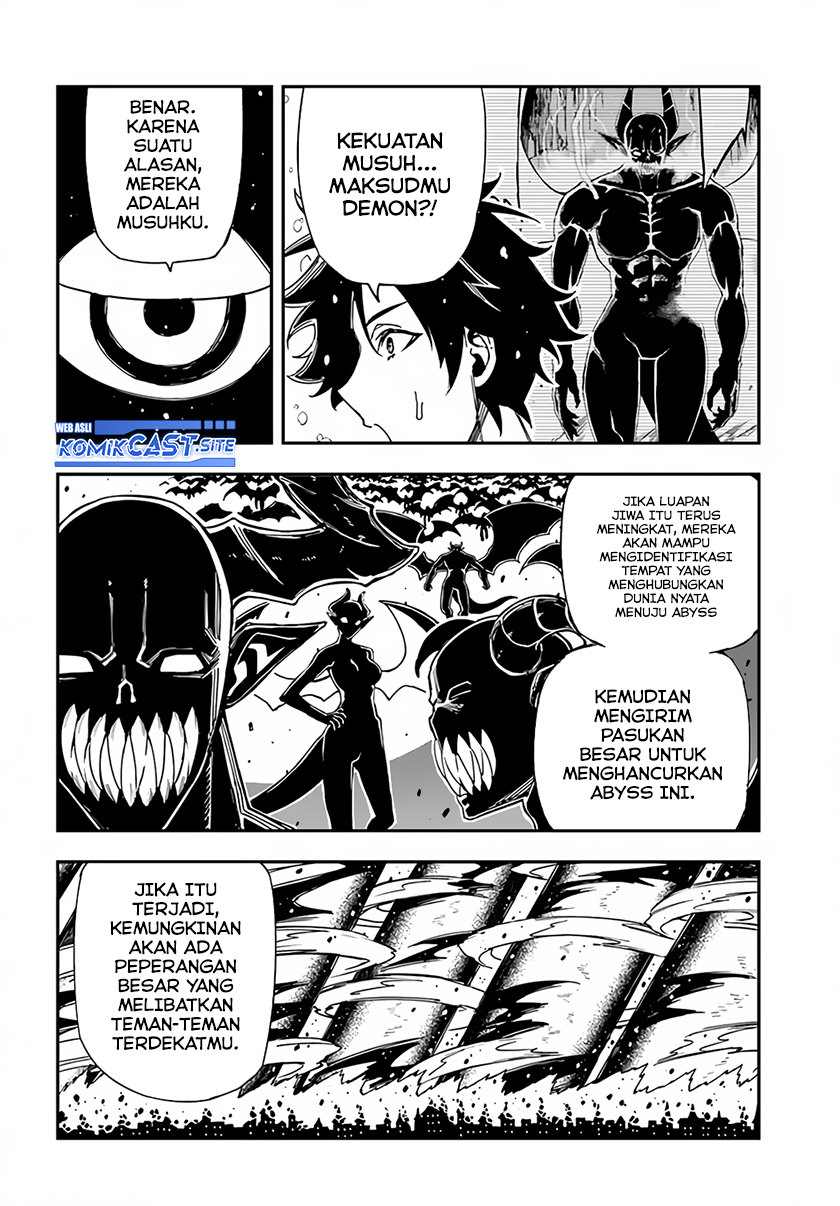 KEKUATAN
MUSUH...
MAKSUDMU
DEMON?!
BENAR.
KARENA
SUATU
ALASAN,
MEREKA
ADALAH
MUSUHKU.
WEB ASLI
KOMIKCAST.SITE
JIKA LUAPAN
JIWA ITU TERUS
MENINGKAT, MEREKA
AKAN MAMPU
MENGIDENTIFIKASI
TEMPAT YANG
MENGHUBUNGKAN
DUNIA NYATA
MENUJU ABYSS
KEMUDIAN
MENGIRIM
PASUKAN
BESAR UNTUK
MENGHANCURKAN
ABYSS INI.
JIKA ITU
TERJADI,
KEMUNGKINAN
AKAN ADA
PEPERANGAN
BESAR YANG
MELIBATKAN
TEMAN-TEMAN
TERDEKATMU.